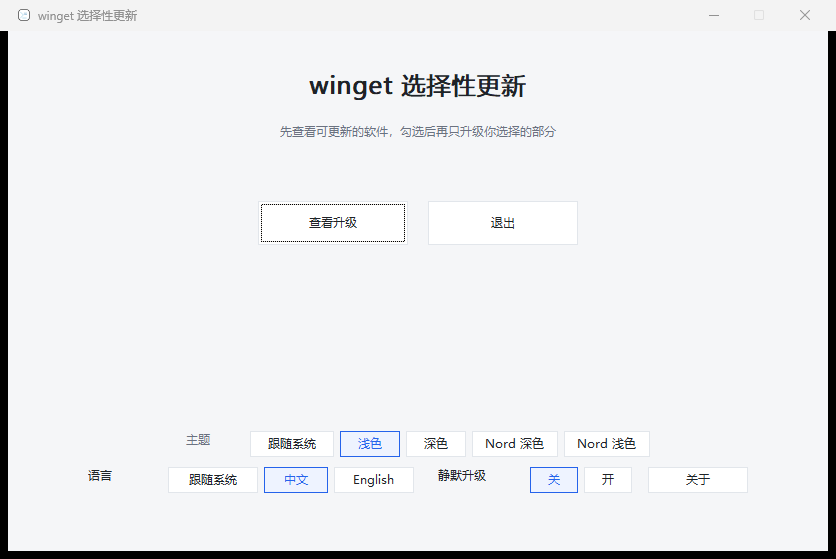 winget 选择性更新
winget 选择性更新
先查看可更新的软件，勾选后再只升级你选择的部分
查看升级 退出
主题 跟随系统 浅色 深色 Nord 深色 Nord 浅色
语言 跟随系统 中文 English 静默升级 关 开 关于